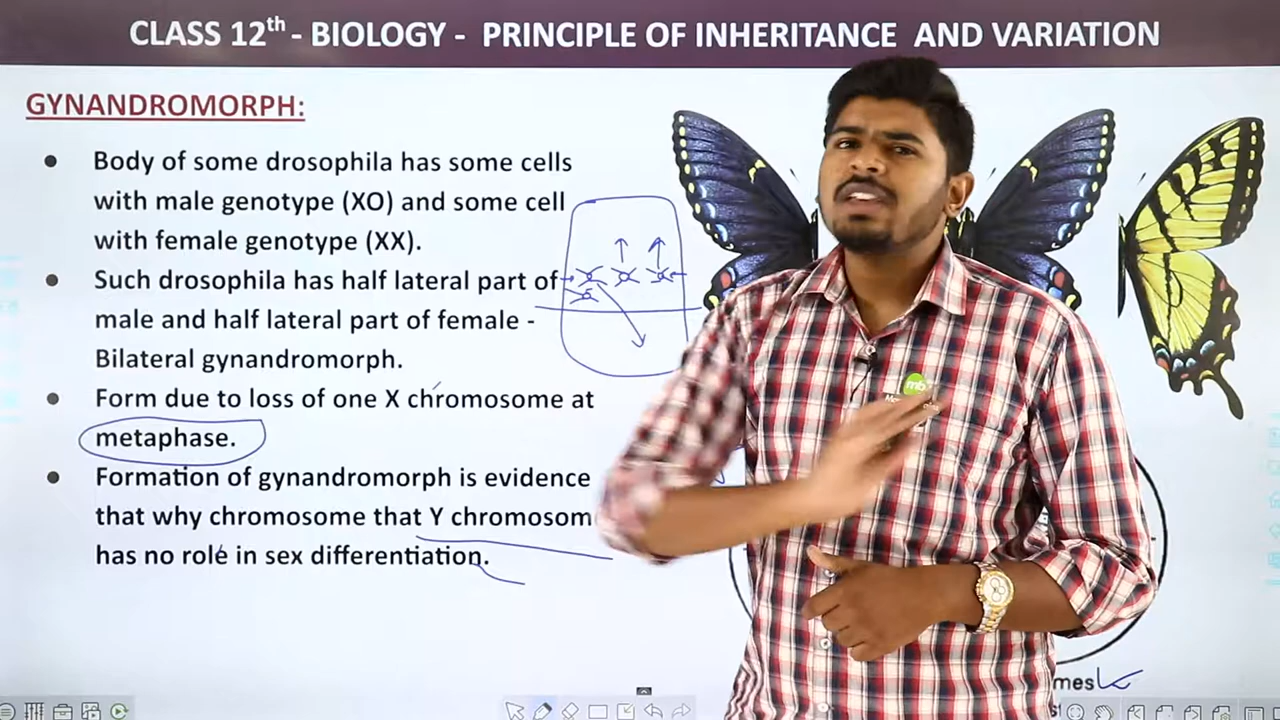 CLASS 12th - BIOLOGY - PRINCIPLE OF INHERITANCE AND VARIATION
GYNANDROMORPH:
• Body of some drosophila has some cells
with male genotype (XO) and some cell
with female genotype (XX).
• Such drosophila has half lateral part of
male and half lateral part of female -
Bilateral gynandromorph.
• Form due to loss of one X chromosome at
metaphase.
• Formation of gynandromorph is evidence
that why chromosome that Y chromosom
has no role in sex differentiation.
mb
mes